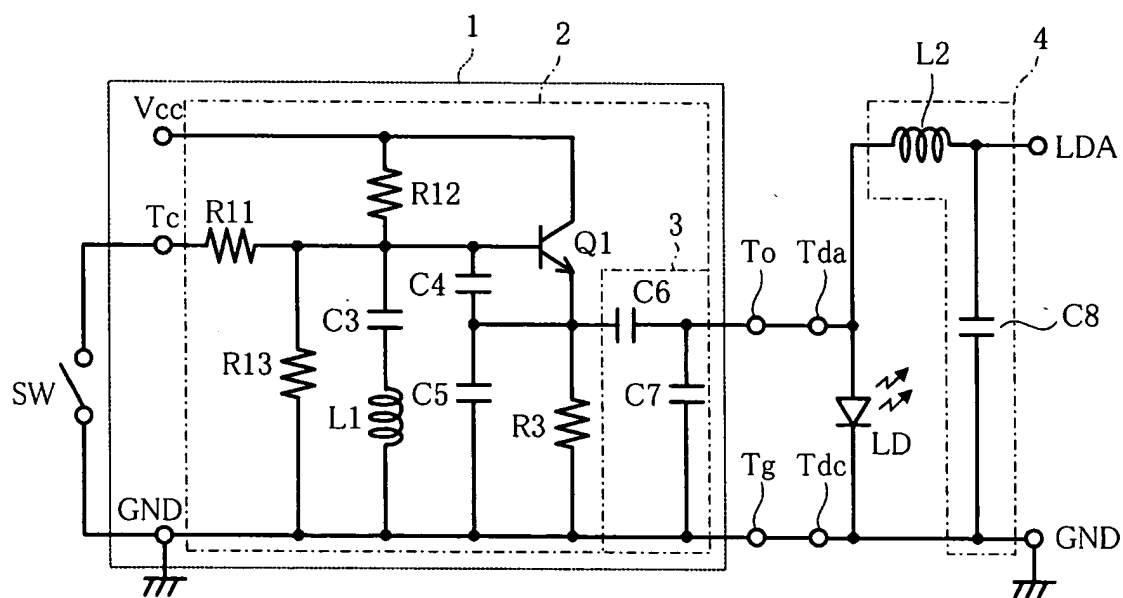 1
2
4
L2
Vcc
LDA
R12
Tc
R11
Q1
3
To
Tda
C4
C6
C3
C8
R13
SW
C5
C7
L1
R3
LD
Tg
Tdc
GND
GND